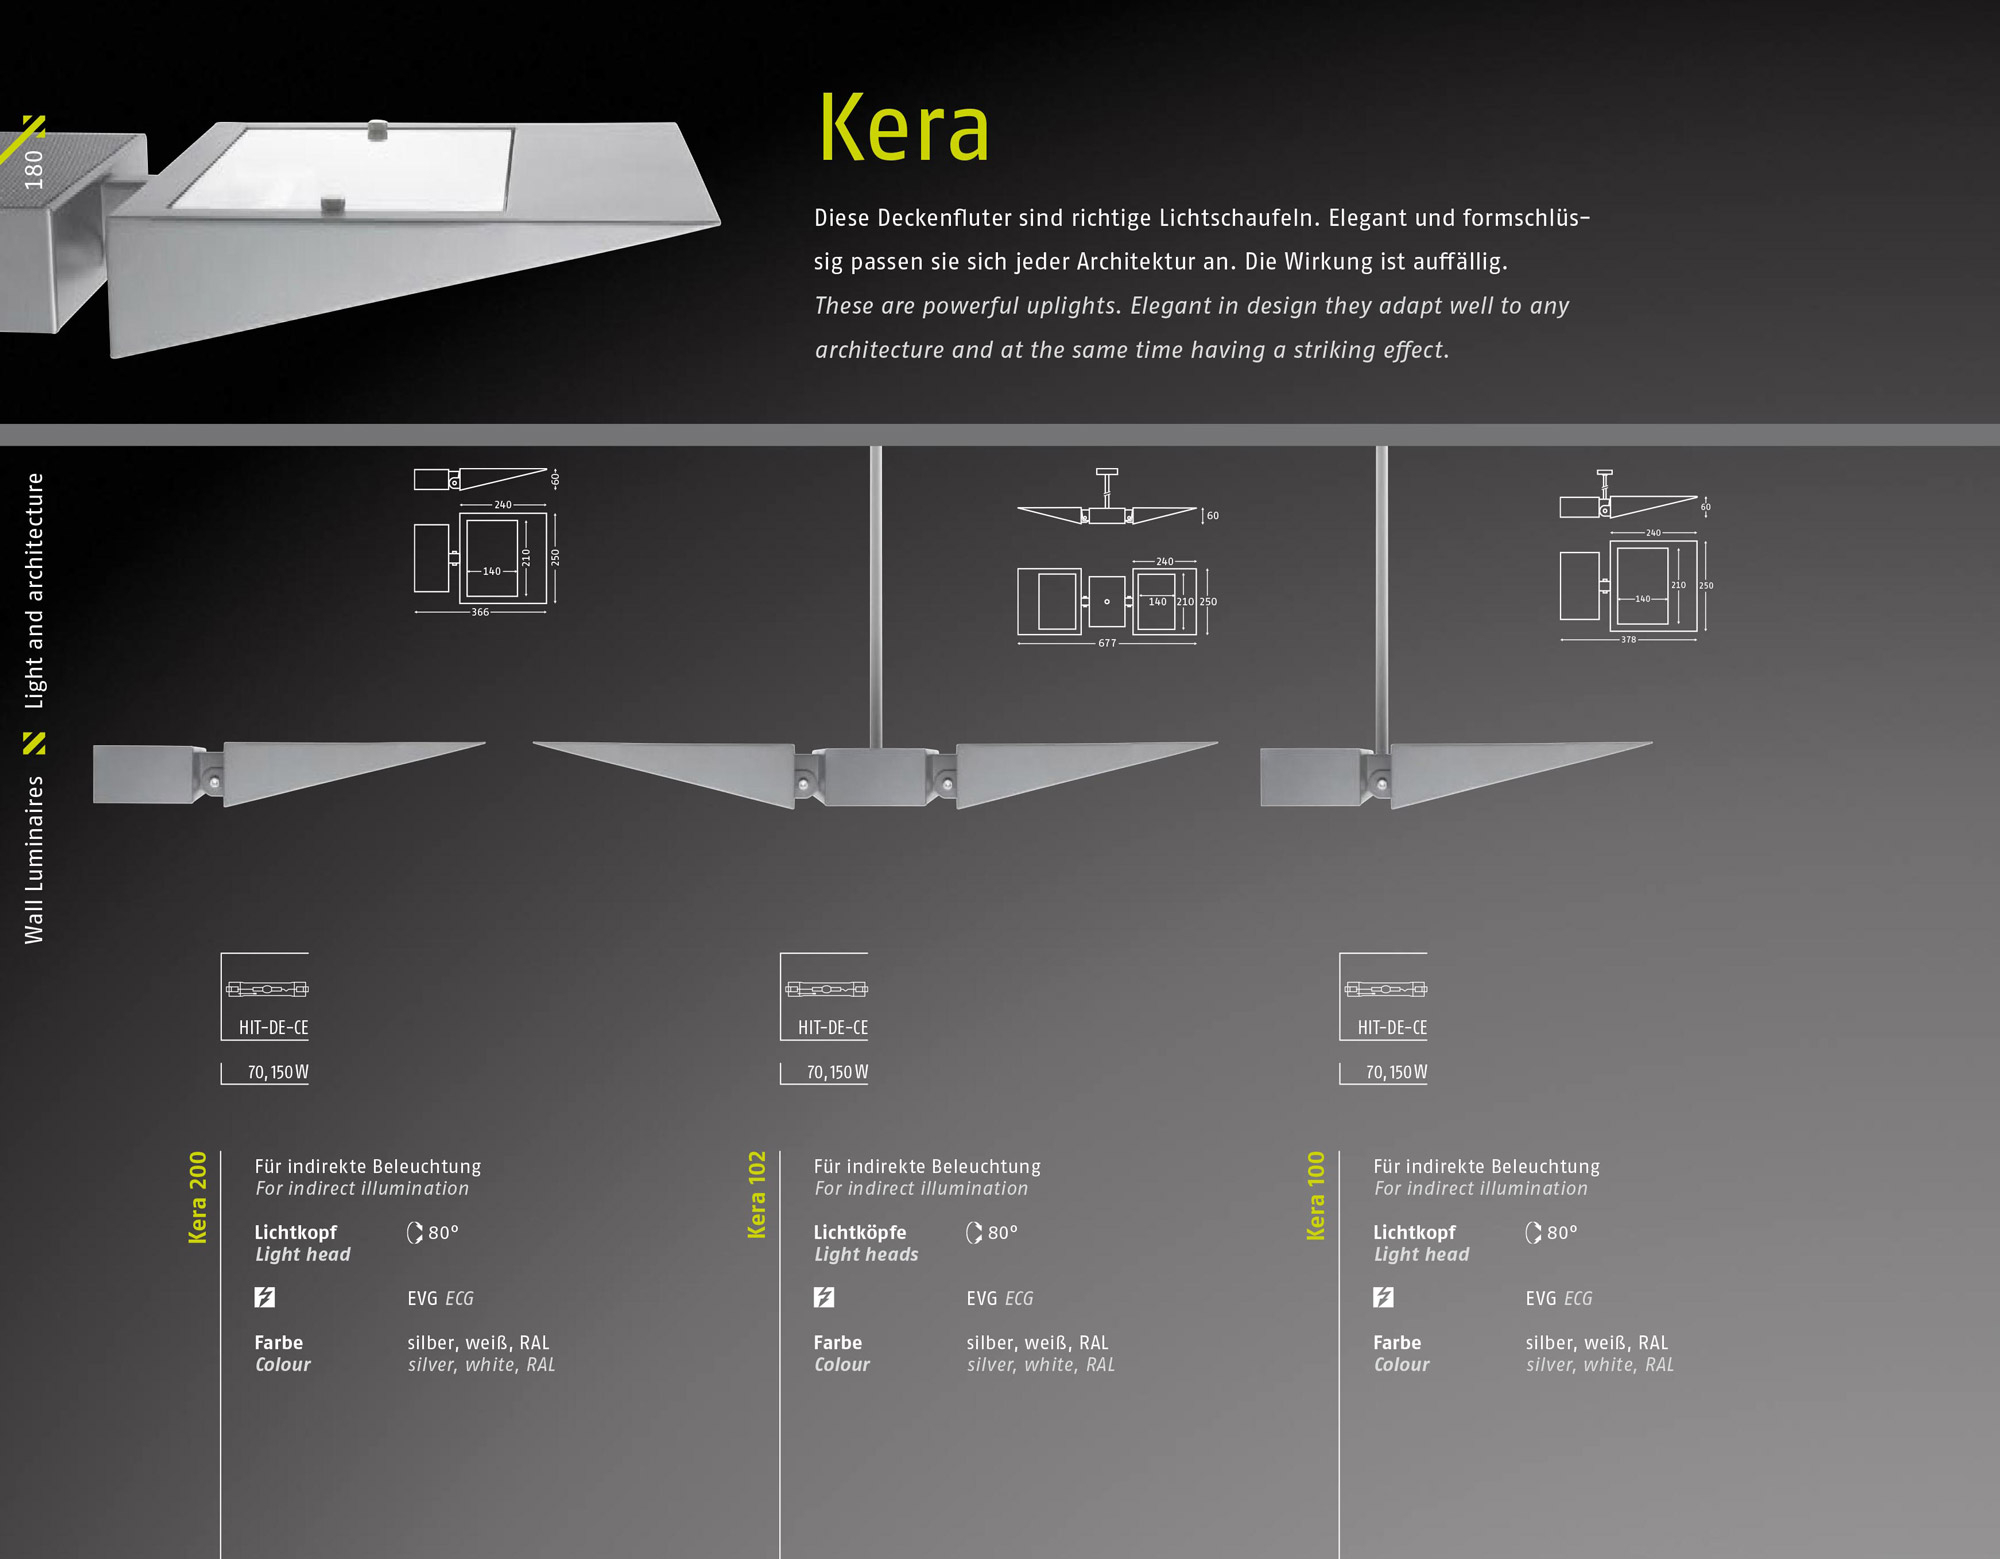 180
Kera
Diese Deckenfluter sind richtige Lichtschaufeln. Elegant und formschlüs-
sig passen sie sich jeder Architektur an. Die Wirkung ist auffällig.
These are powerful uplights. Elegant in design they adapt well to any
architecture and at the same time having a striking effect.
Wall Luminaires
Light and architecture
60
240
210
250
140
366
60
240
140
210
250
677
60
240
210
250
140
378
HIT-DE-CE
70,150 W
HIT-DE-CE
70,150 W
HIT-DE-CE
70,150 W
Kera 200
Für indirekte Beleuchtung
For indirect illumination
Lichtkopf 80°
Light head
EVG ECG
Farbe silber, weiß, RAL
Colour silver, white, RAL
Kera 102
Für indirekte Beleuchtung
For indirect illumination
Lichtköpfe 80°
Light heads
EVG ECG
Farbe silber, weiß, RAL
Colour silver, white, RAL
Kera 100
Für indirekte Beleuchtung
For indirect illumination
Lichtkopf 80°
Light head
EVG ECG
Farbe silber, weiß, RAL
Colour silver, white, RAL